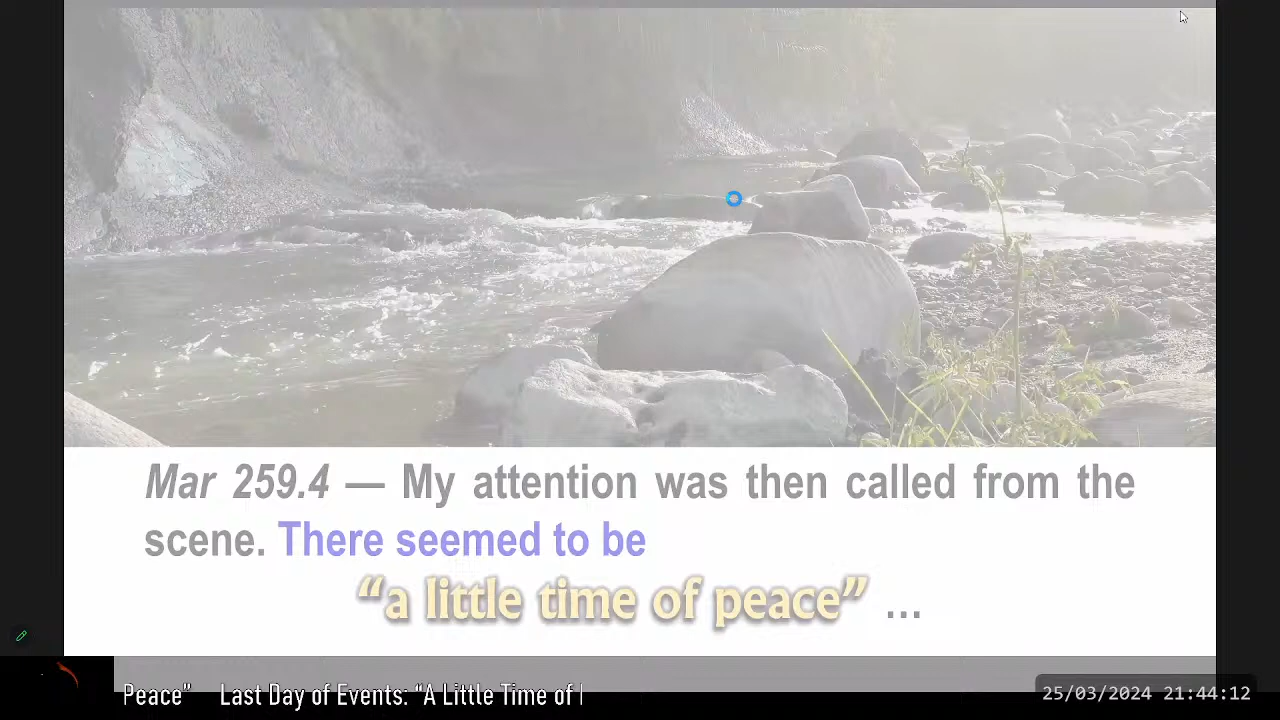 Mar 259.4 — My attention was then called from the
scene. There seemed to be
“a little time of peace” ...
Peace” Last Day of Events: “A Little Time of
25/03/2024 21:44:12